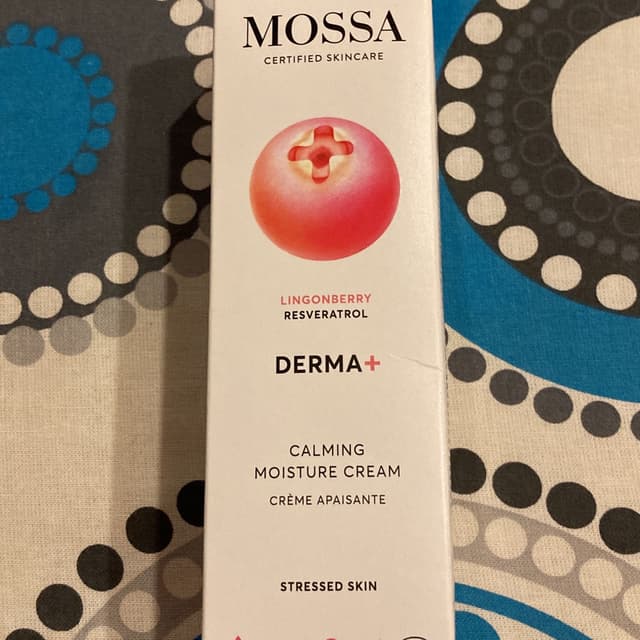 MOSSA
CERTIFIED SKINCARE
LINGONBERRY
RESVERATROL
DERMA+
CALMING
MOISTURE CREAM
CRÈME APAISANTE
STRESSED SKIN